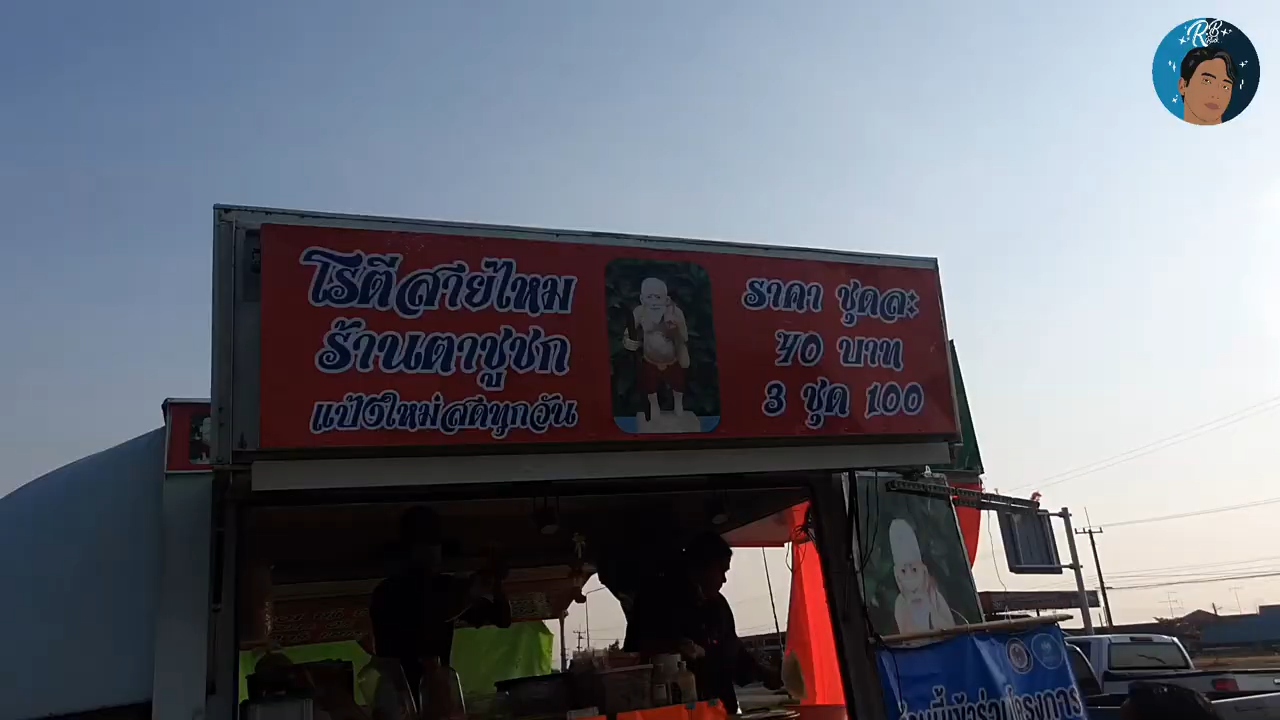 โรตีสายไหม
ร้านตาชูชก
แป้งใหม่สดทุกวัน
ราคา ชุดละ
40 บาท
3 ชุด 100
R.B